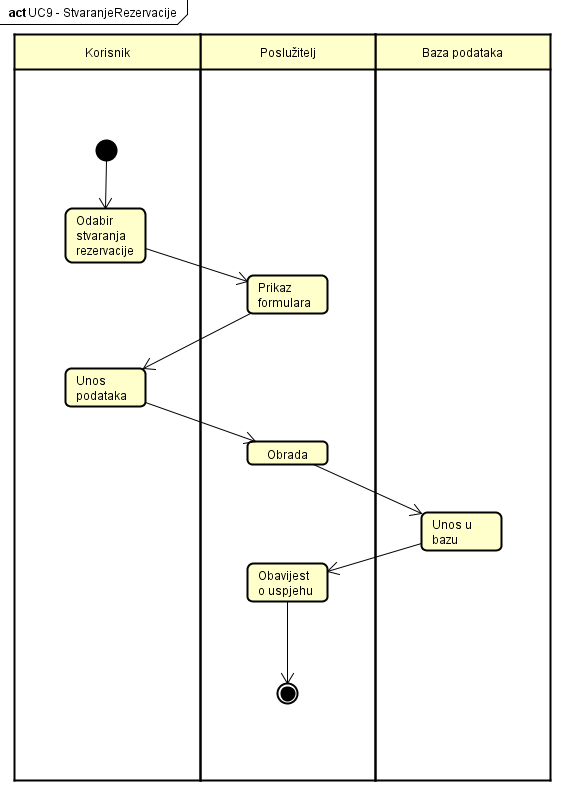 act UC9 - StvaranjeRezervacije
Korisnik
Poslužitelj
Baza podataka
Odabir
stvaranja
rezervacije
Prikaz
formulara
Unos
podataka
Obrada
Unos u
bazu
Obavijest
o uspjehu